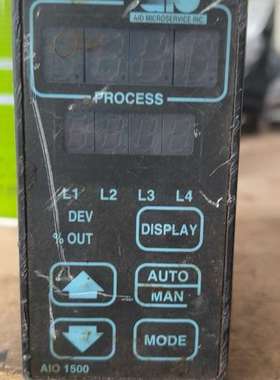 AIO MICROSERVICE INC.
PROCESS
L1 L2 L3 L4
DEV
% OUT
DISPLAY
AUTO
MAN
MODE
AIO 1500